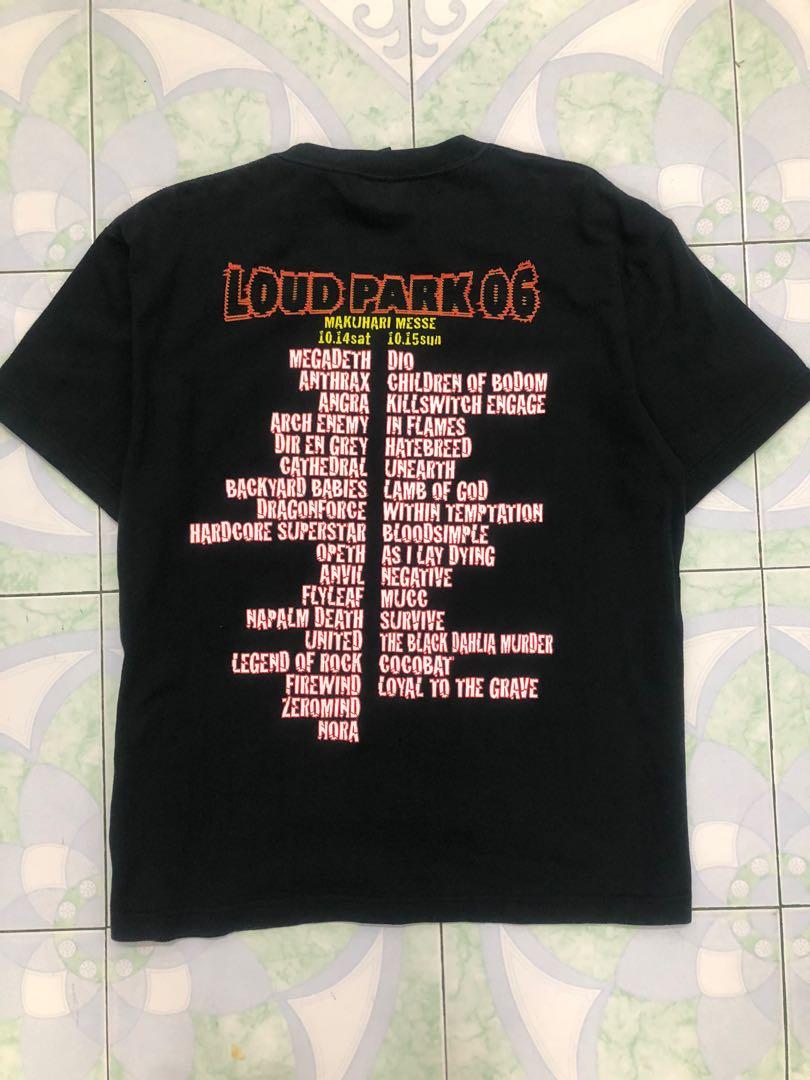 LOUD PARK 06
MAKUHARI MESSE
10.14sat 10.15sun
MEGADETH DIO
ANTHRAX CHILDREN OF BODOM
ANGRA KILLSWITCH ENGAGE
ARCH ENEMY IN FLAMES
DIR EN GREY HATEBREED
CATHEDRAL UNEARTH
BACKYARD BABIES LAMB OF GOD
DRAGONFORCE WITHIN TEMPTATION
HARDCORE SUPERSTAR BLOODSIMPLE
OPETH AS I LAY DYING
ANVIL NEGATIVE
FLYLEAF MUCC
NAPALM DEATH SURVIVE
UNITED THE BLACK DAHLIA MURDER
LEGEND OF ROCK COCOBAT
FIREWIND LOYAL TO THE GRAVE
ZEROMIND
NORA